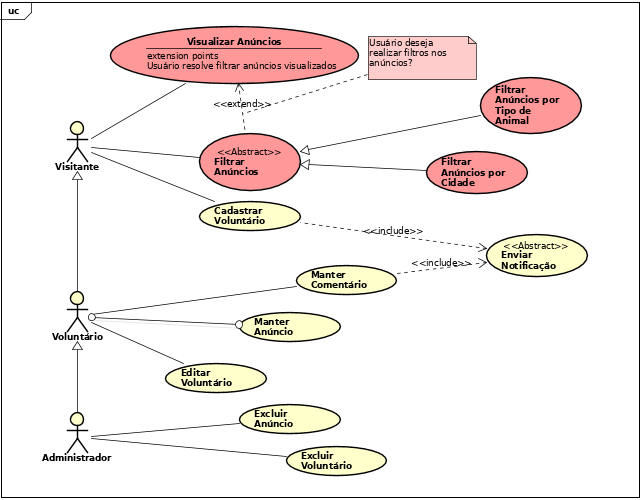 uc
Visualizar Anúncios
extension points
Usuário resolve filtrar anúncios visualizados
Usuário deseja
realizar filtros nos
anúncios?
<<extend>>
Filtrar
Anúncios por
Tipo de
Animal
<<Abstract>>
Filtrar
Anúncios
Visitante
Filtrar
Anúncios por
Cidade
Cadastrar
Voluntário
<<include>>
<<Abstract>>
Enviar
Notificação
<<include>>
Manter
Comentário
Voluntário
Manter
Anúncio
Editar
Voluntário
Excluir
Anúncio
Administrador
Excluir
Voluntário